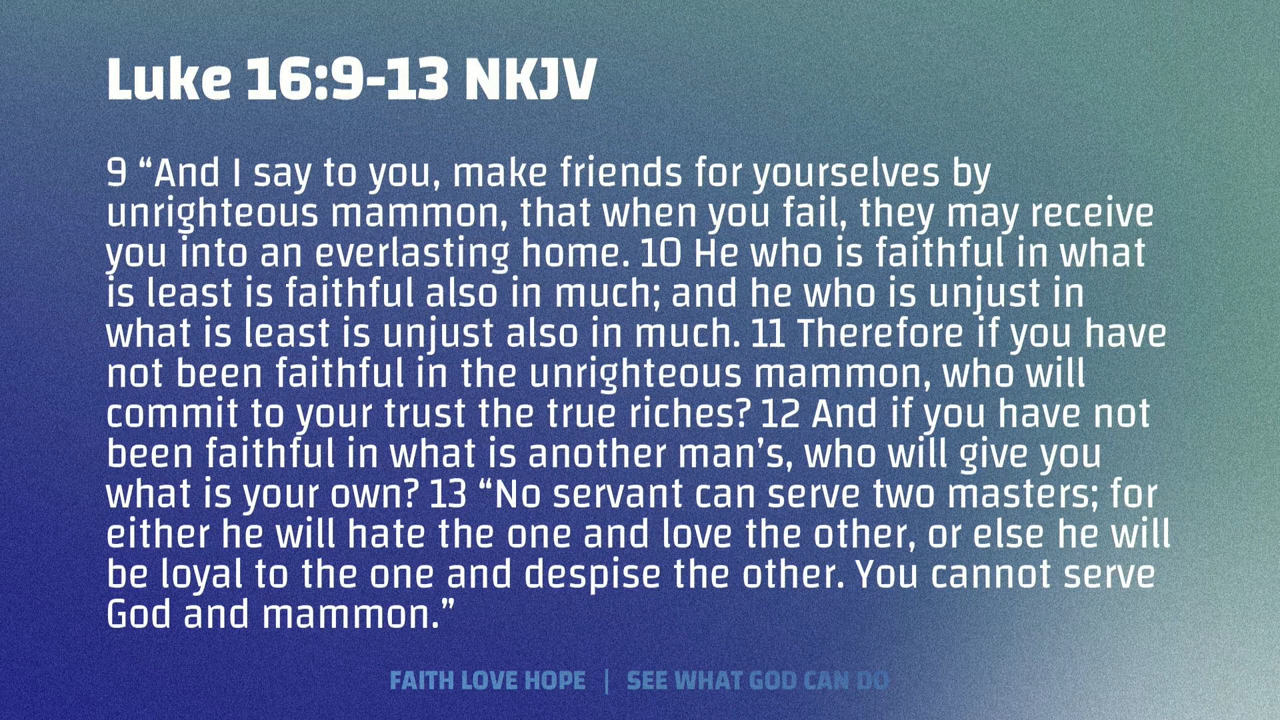 Luke 16:9-13 NKJV
9 “And I say to you, make friends for yourselves by
unrighteous mammon, that when you fail, they may receive
you into an everlasting home. 10 He who is faithful in what
is least is faithful also in much; and he who is unjust in
what is least is unjust also in much. 11 Therefore if you have
not been faithful in the unrighteous mammon, who will
commit to your trust the true riches? 12 And if you have not
been faithful in what is another man’s, who will give you
what is your own? 13 “No servant can serve two masters; for
either he will hate the one and love the other, or else he will
be loyal to the one and despise the other. You cannot serve
God and mammon.”
FAITH LOVE HOPE | SEE WHAT GOD CAN DO